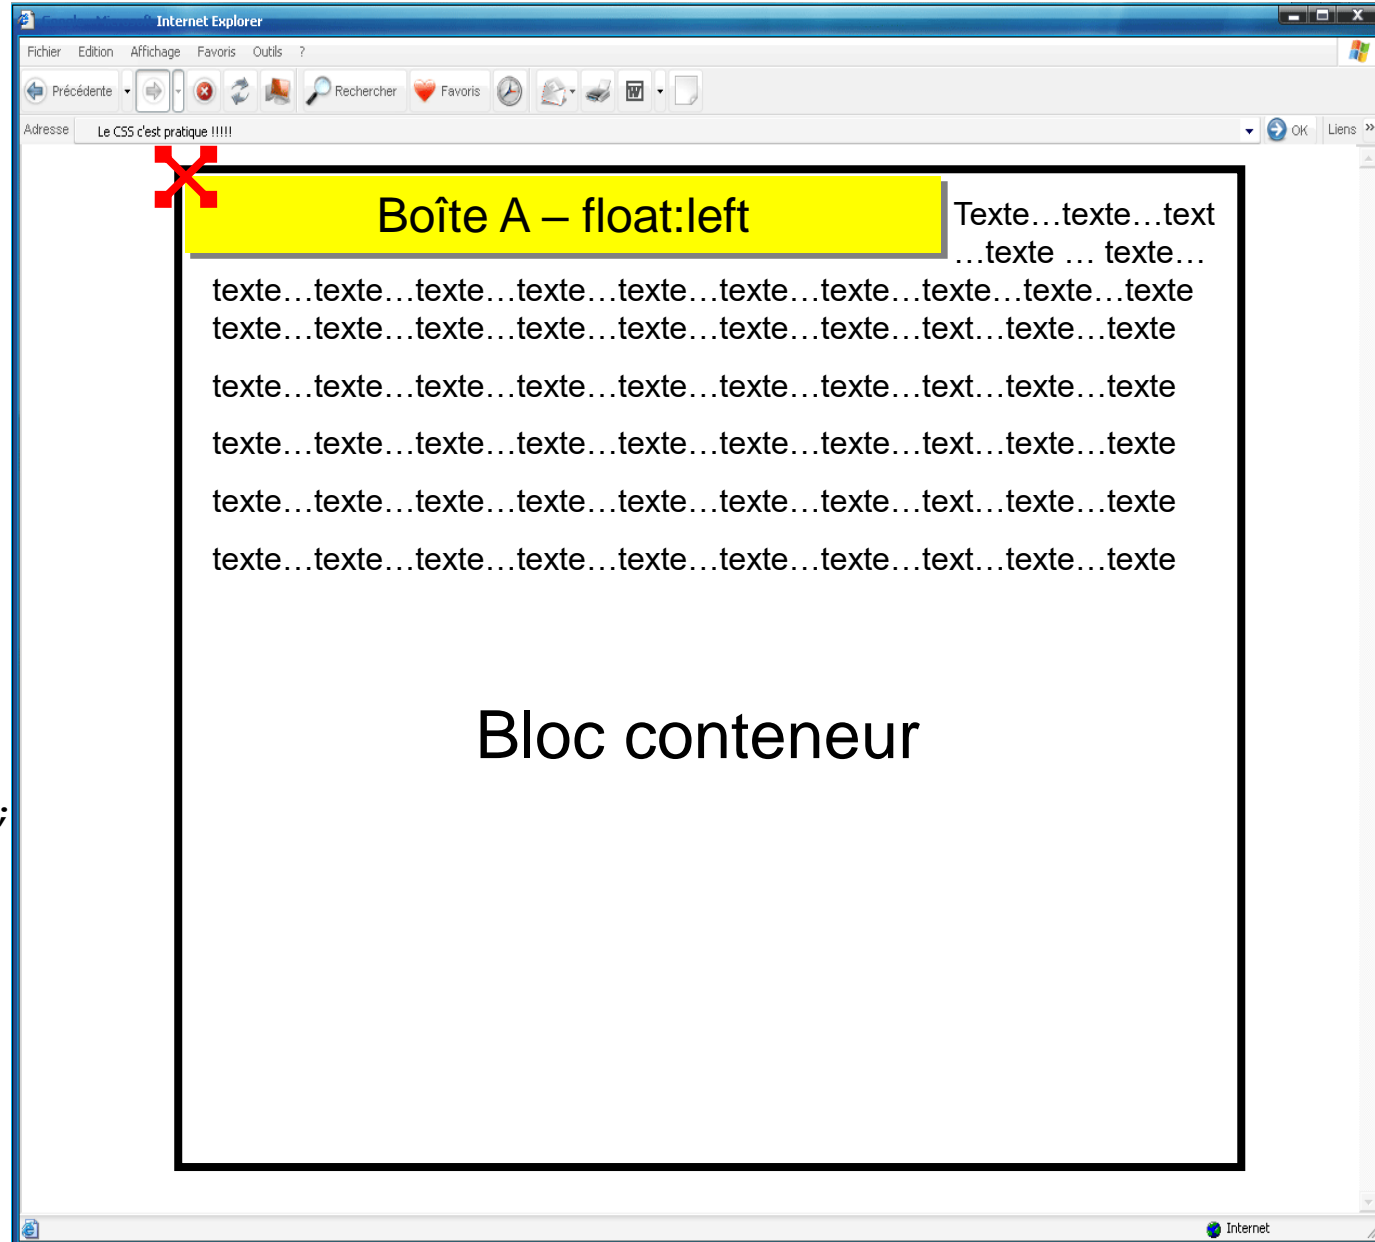 Internet Explorer
Fichier Edition Affichage Favoris Outils ?
Précédente Rechercher Favoris
Adresse Le CSS c'est pratique !!!!! OK Liens »
Boîte A – float:left
Texte…texte…text
…texte … texte…
texte…texte…texte…texte…texte…texte…texte…texte…texte…texte
texte…texte…texte…texte…texte…texte…texte…text…texte…texte
texte…texte…texte…texte…texte…texte…texte…text…texte…texte
texte…texte…texte…texte…texte…texte…texte…text…texte…texte
texte…texte…texte…texte…texte…texte…texte…text…texte…texte
texte…texte…texte…texte…texte…texte…texte…text…texte…texte
Bloc conteneur
Internet